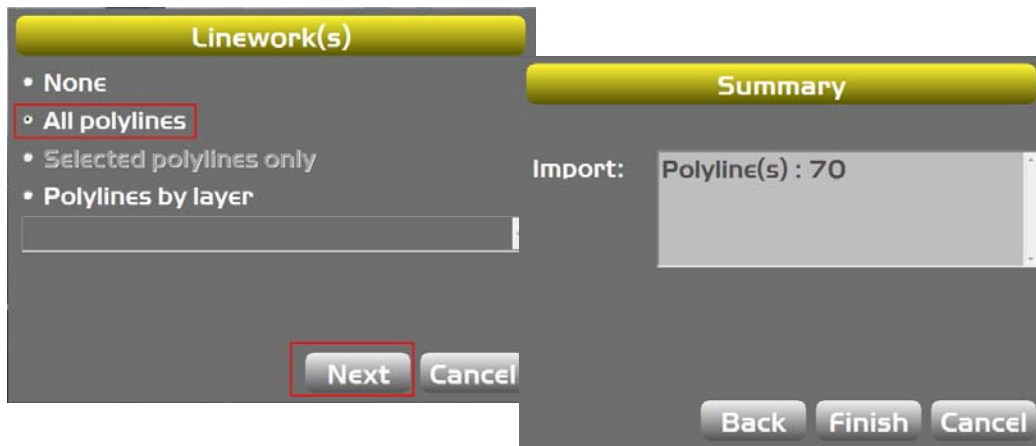 Linework(s)
None
All polylines
Selected polylines only
Polylines by layer
Next Cancel
Summary
Import: Polyline(s) : 70
Back Finish Cancel